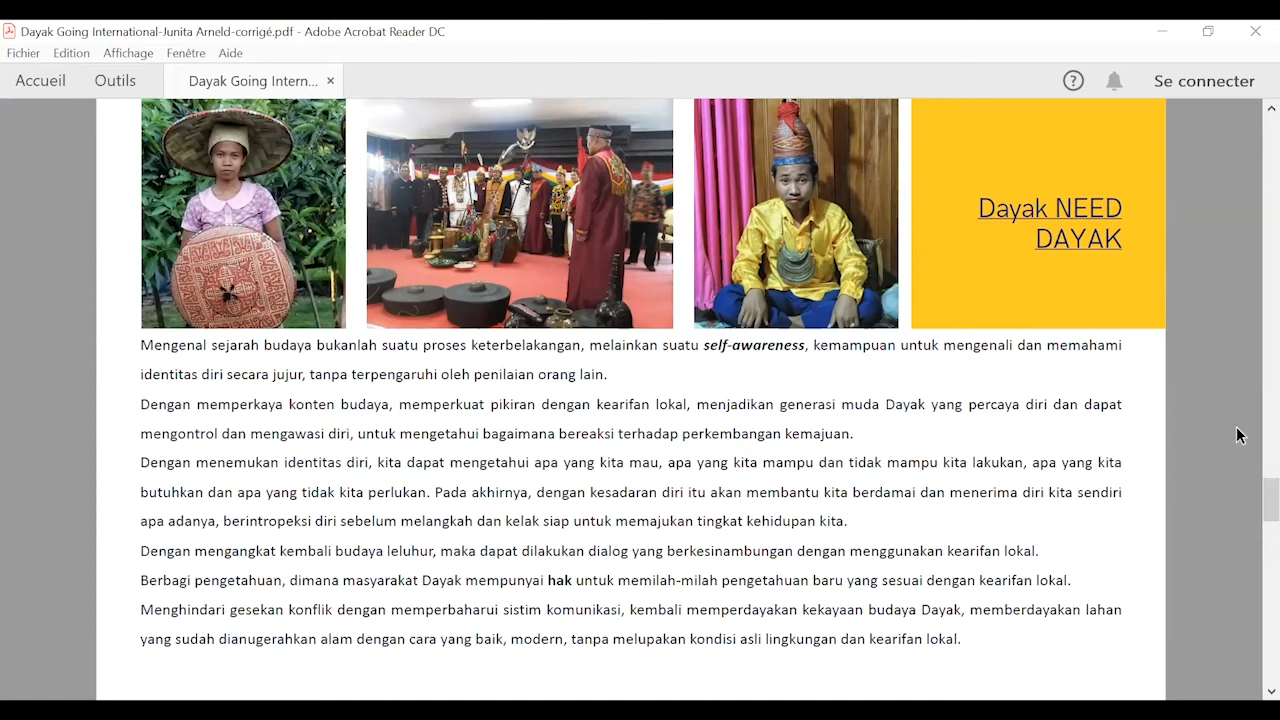 Dayak Going International-Junita Arneld-corrigé.pdf - Adobe Acrobat Reader DC
Fichier Edition Affichage Fenêtre Aide
Accueil Outils Dayak Going Intern... × ? Se connecter
Dayak NEED
DAYAK
Mengenal sejarah budaya bukanlah suatu proses keterbelakangan, melainkan suatu self-awareness, kemampuan untuk mengenali dan memahami
identitas diri secara jujur, tanpa terpengaruhi oleh penilaian orang lain.
Dengan memperkaya konten budaya, memperkuat pikiran dengan kearifan lokal, menjadikan generasi muda Dayak yang percaya diri dan dapat
mengontrol dan mengawasi diri, untuk mengetahui bagaimana bereaksi terhadap perkembangan kemajuan.
Dengan menemukan identitas diri, kita dapat mengetahui apa yang kita mau, apa yang kita mampu dan tidak mampu kita lakukan, apa yang kita
butuhkan dan apa yang tidak kita perlukan. Pada akhirnya, dengan kesadaran diri itu akan membantu kita berdamai dan menerima diri kita sendiri
apa adanya, berintropeksi diri sebelum melangkah dan kelak siap untuk memajukan tingkat kehidupan kita.
Dengan mengangkat kembali budaya leluhur, maka dapat dilakukan dialog yang berkesinambungan dengan menggunakan kearifan lokal.
Berbagi pengetahuan, dimana masyarakat Dayak mempunyai hak untuk memilah-milah pengetahuan baru yang sesuai dengan kearifan lokal.
Menghindari gesekan konflik dengan memperbaharui sistim komunikasi, kembali memperdayakan kekayaan budaya Dayak, memberdayakan lahan
yang sudah dianugerahkan alam dengan cara yang baik, modern, tanpa melupakan kondisi asli lingkungan dan kearifan lokal.